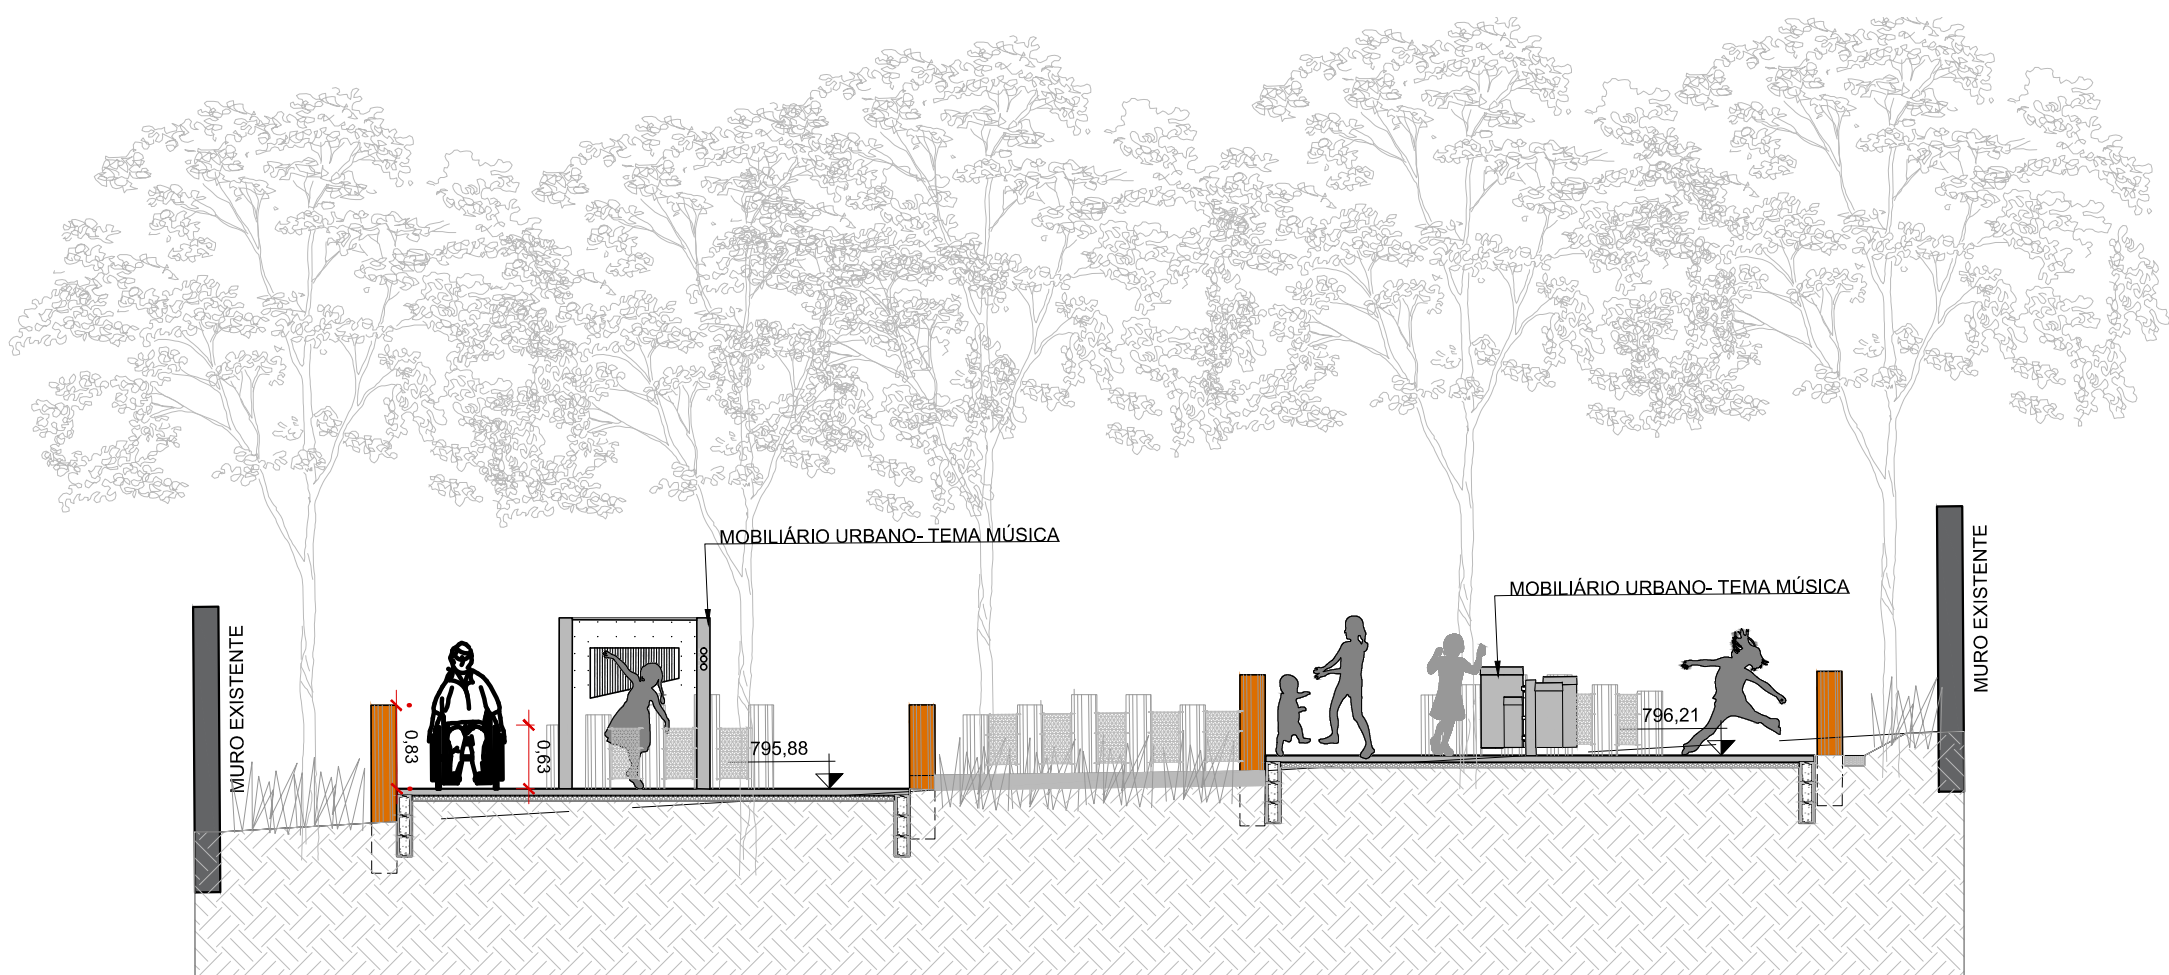 MOBILIÁRIO URBANO- TEMA MÚSICA
MOBILIÁRIO URBANO- TEMA MÚSICA
MURO EXISTENTE
MURO EXISTENTE
0,83
0,63
795,88
796,21